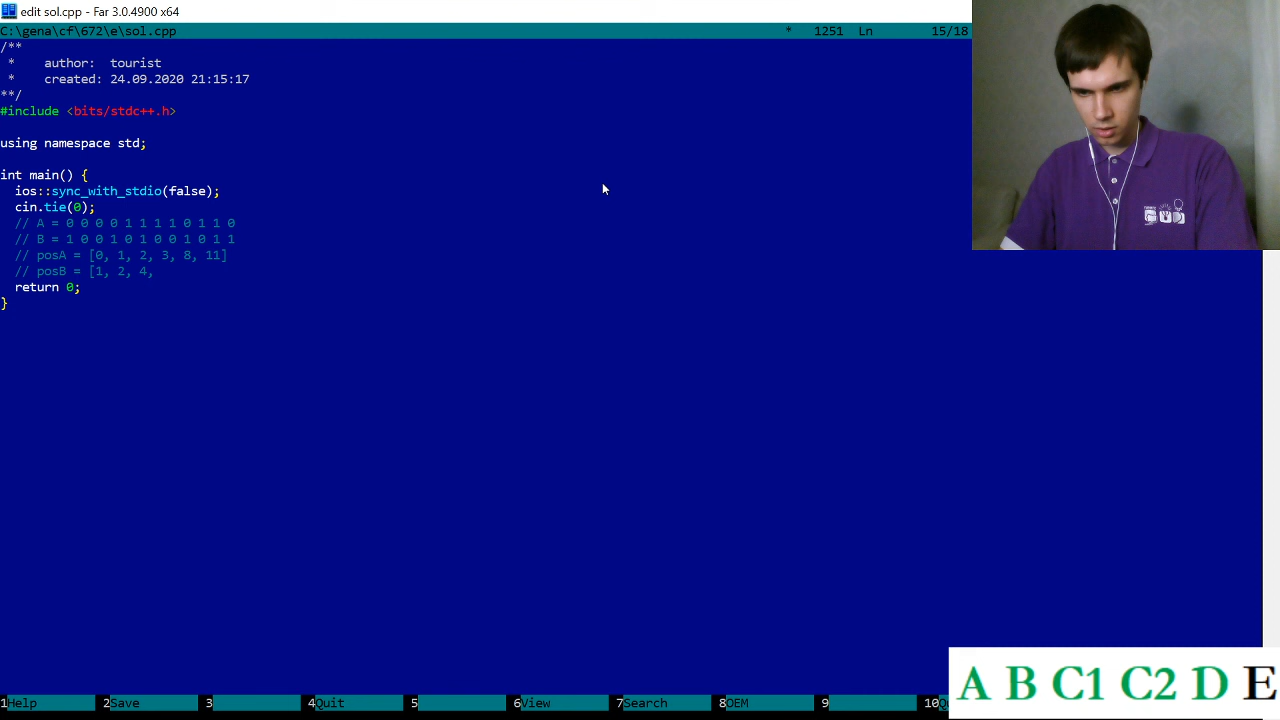 edit sol.cpp - Far 3.0.4900 x64
C:\gena\cf\672\e\sol.cpp * 1251 Ln 15/18
/**
 *    author:  tourist
 *    created: 24.09.2020 21:15:17
**/
#include <bits/stdc++.h>
using namespace std;
int main() {
  ios::sync_with_stdio(false);
  cin.tie(0);
  // A = 0 0 0 0 1 1 1 1 0 1 1 0
  // B = 1 0 0 1 0 1 0 0 1 0 1 1
  // posA = [0, 1, 2, 3, 8, 11]
  // posB = [1, 2, 4,
  return 0;
}
1Help 2Save 3 4Quit 5 6View 7Search 8OEM 9 10
A B C1 C2 D E